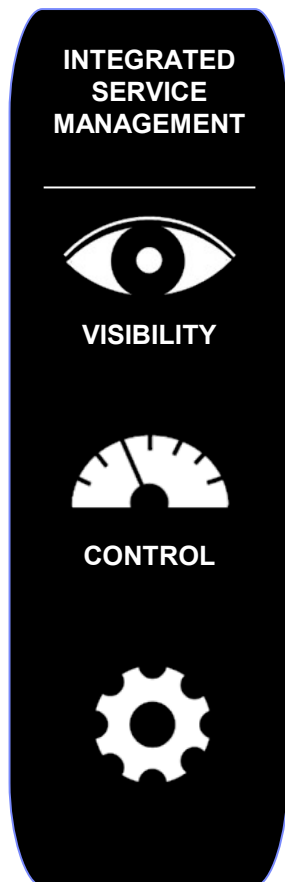 INTEGRATED
SERVICE
MANAGEMENT
VISIBILITY
CONTROL